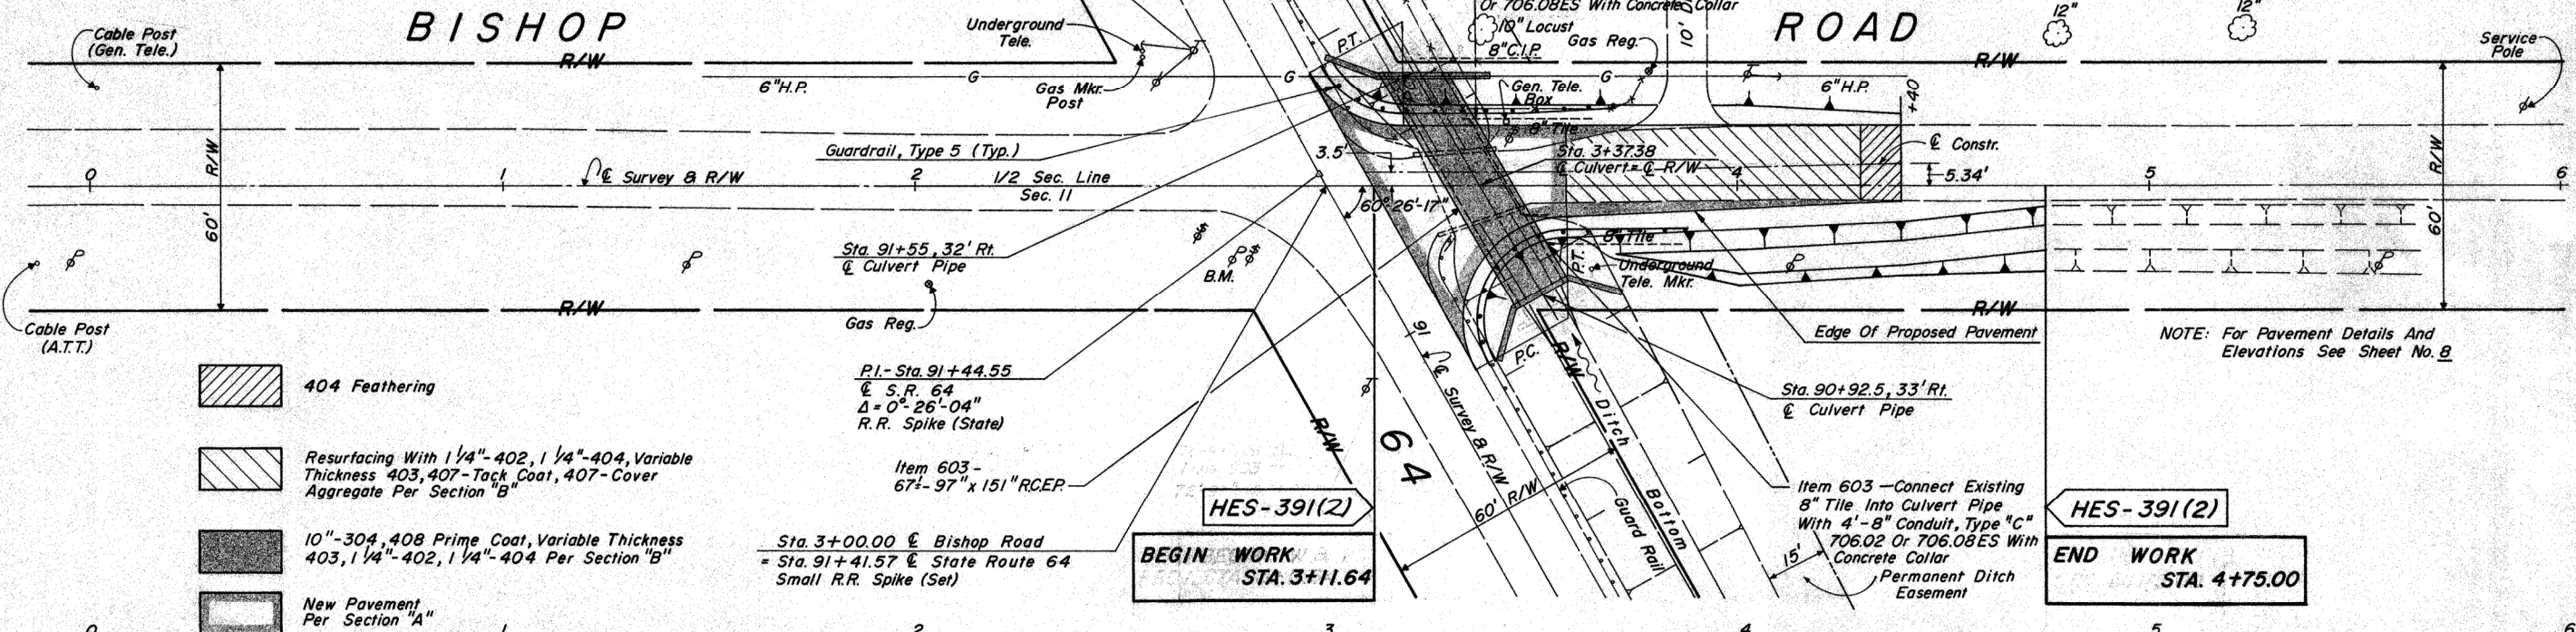 BISHOP
ROAD
Cable Post
(Gen. Tele.)
R/W
Underground
Tele.
Or 706.08ES With Concrete Collar
10" Locust
8" C.I.P.
Gas Reg.
12"
12"
R/W
Service
Pole
P.T.
6" H.P.
G
Gas Mkr.
Post
G
G
Gen. Tele.
Box
6" H.P.
+40
Guardrail, Type 5 (Typ.)
3.5'
8" Tile
Sta. 3+37.38
℄ Culvert = ℄ R/W
℄ Constr.
5.34'
R/W
60'
R/W
60'
0
1
2
4
5
6
℄ Survey & R/W
1/2 Sec. Line
Sec. 11
60°-26'-17"
Sta. 91+55, 32' Rt.
℄ Culvert Pipe
B.M.
8" Tile
P.T.
Underground
Tele. Mkr.
Cable Post
(A.T.T.)
R/W
Gas Reg.
R/W
Edge Of Proposed Pavement
NOTE: For Pavement Details And
Elevations See Sheet No. 8
91
P.C.
R/W
404 Feathering
P.I.- Sta. 91+44.55
℄ S.R. 64
Δ = 0°-26'-04"
R.R. Spike (State)
Sta. 90+92.5, 33' Rt.
℄ Culvert Pipe
Resurfacing With 1 1/4"-402, 1 1/4"-404, Variable
Thickness 403, 407-Tack Coat, 407-Cover
Aggregate Per Section "B"
Item 603 -
67'- 97" x 151" R.C.E.P.
R/W
64
℄ Survey & R/W
Ditch
Bottom
60' R/W
Guard Rail
HES-391(2)
Item 603 — Connect Existing
8" Tile Into Culvert Pipe
With 4'-8" Conduit, Type "C"
706.02 Or 706.08ES With
Concrete Collar
HES-391(2)
10"-304, 408 Prime Coat, Variable Thickness
403, 1 1/4"-402, 1 1/4"-404 Per Section "B"
Sta. 3+00.00 ℄ Bishop Road
= Sta. 91+41.57 ℄ State Route 64
Small R.R. Spike (Set)
BEGIN WORK
STA. 3+11.64
15'
Permanent Ditch
Easement
END WORK
STA. 4+75.00
New Pavement
Per Section "A"
0
1
2
3
4
5
6